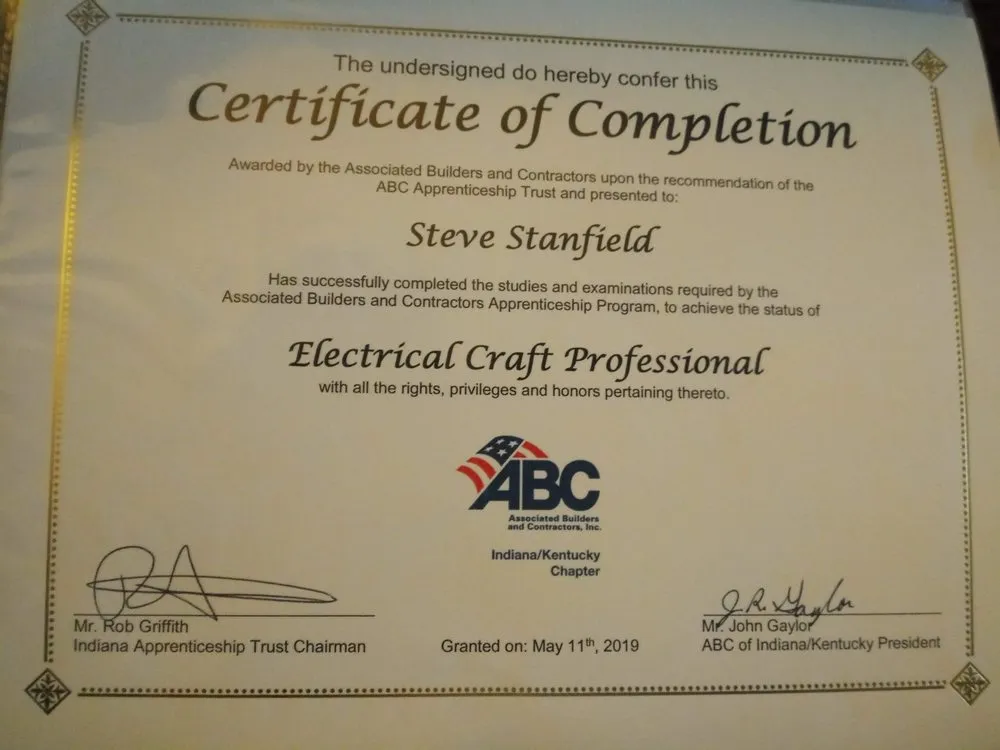 The undersigned do hereby confer this
Certificate of Completion
Awarded by the Associated Builders and Contractors upon the recommendation of the
ABC Apprenticeship Trust and presented to:
Steve Stanfield
Has successfully completed the studies and examinations required by the
Associated Builders and Contractors Apprenticeship Program, to achieve the status of
Electrical Craft Professional
with all the rights, privileges and honors pertaining thereto.
ABC
Associated Builders
and Contractors, Inc.
Indiana/Kentucky
Chapter
J.R. Gaylor
Mr. Rob Griffith
Indiana Apprenticeship Trust Chairman
Granted on: May 11th, 2019
Mr. John Gaylor
ABC of Indiana/Kentucky President